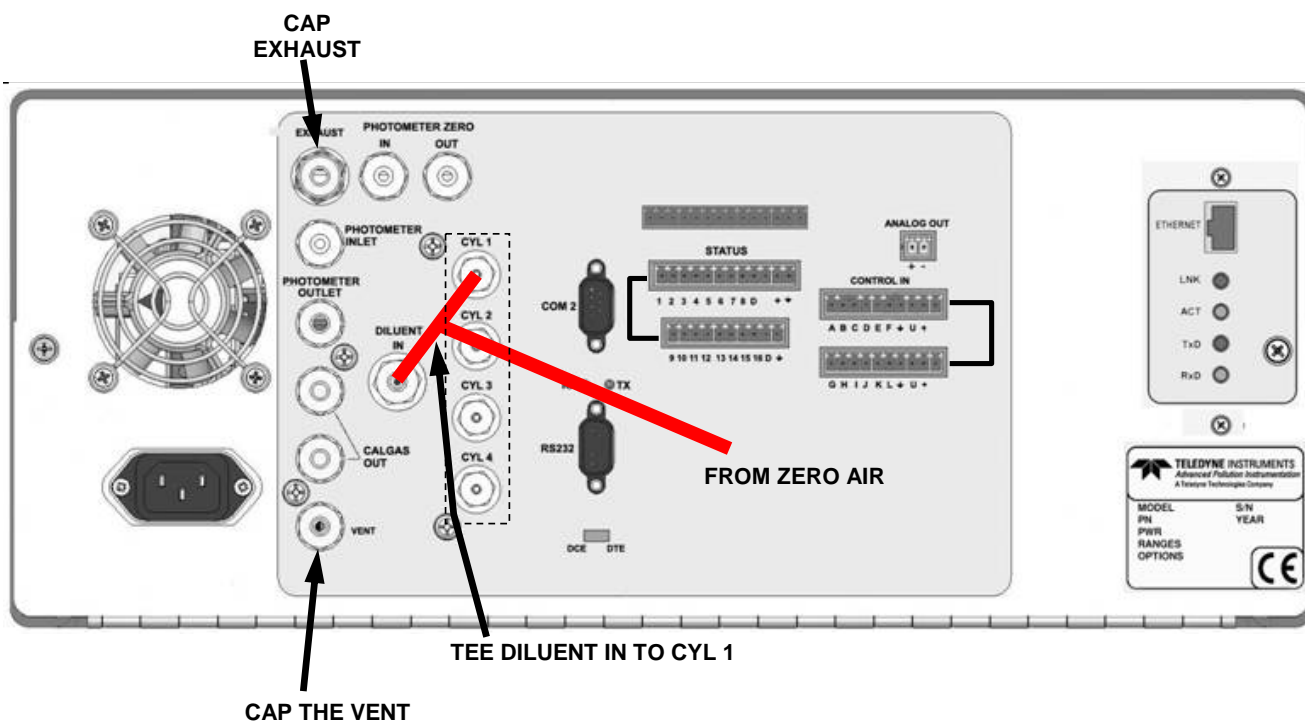 CAP
EXHAUST
EXHAUST
PHOTOMETER ZERO
IN OUT
PHOTOMETER
INLET
PHOTOMETER
OUTLET
DILUENT
IN
CYL 1
CYL 2
CYL 3
CYL 4
CALGAS
OUT
VENT
COM 2
TX
RS232
DCE DTE
STATUS
1 2 3 4 5 6 7 8 D +
9 10 11 12 13 14 15 16 D
ANALOG OUT
+ -
CONTROL IN
A B C D E F U +
G H I J K L U +
ETHERNET
LNK
ACT
TxD
RxD
TELEDYNE INSTRUMENTS
Advanced Pollution Instrumentation
A Teledyne Technologies Company
MODEL S/N
PN YEAR
PWR
RANGES
OPTIONS
CE
FROM ZERO AIR
TEE DILUENT IN TO CYL 1
CAP THE VENT